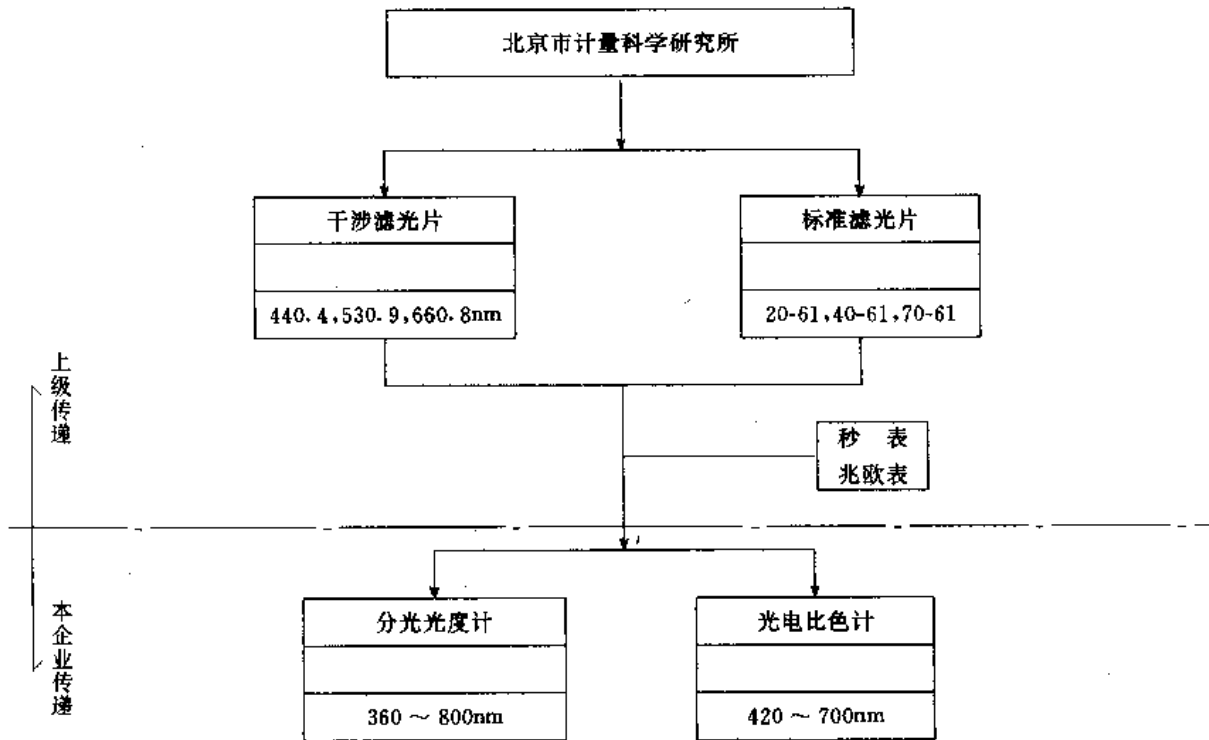 北京市计量科学研究所
干涉滤光片
标准滤光片
440.4,530.9,660.8nm
20-61,40-61,70-61
上级传递
秒 表
兆欧表
本企业传递
分光光度计
光电比色计
360～800nm
420～700nm